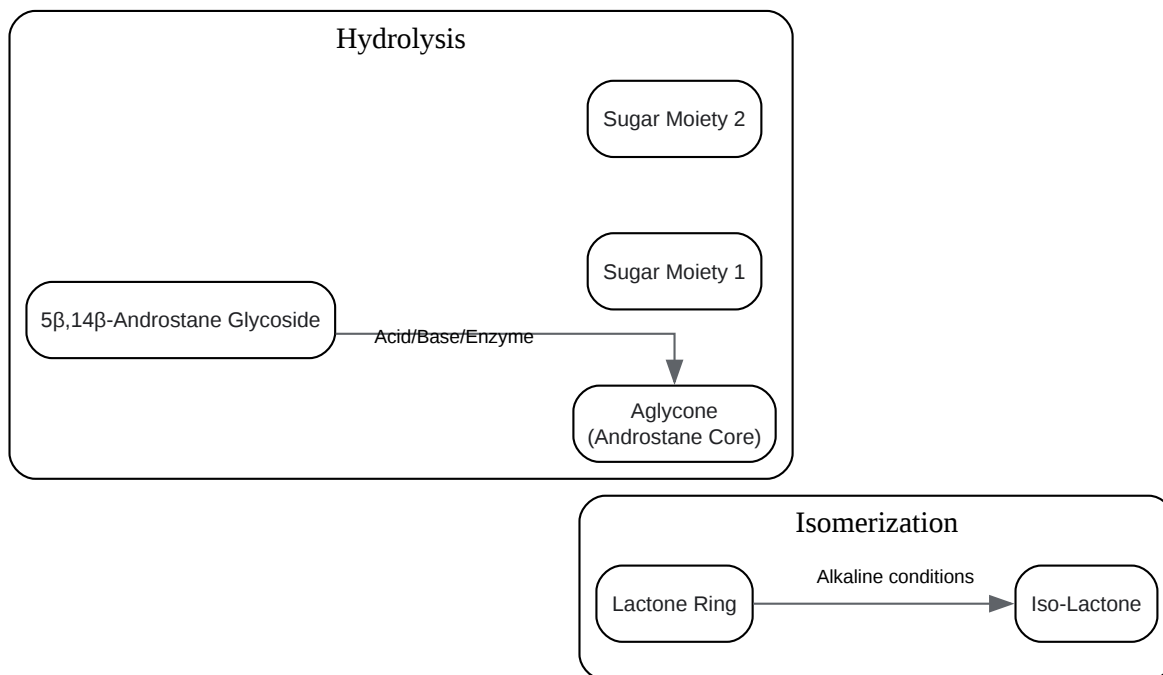 Hydrolysis
Sugar Moiety 2
Sugar Moiety 1
5β,14β-Androstane Glycoside
Acid/Base/Enzyme
Aglycone
(Androstane Core)
Isomerization
Alkaline conditions
Lactone Ring
Iso-Lactone